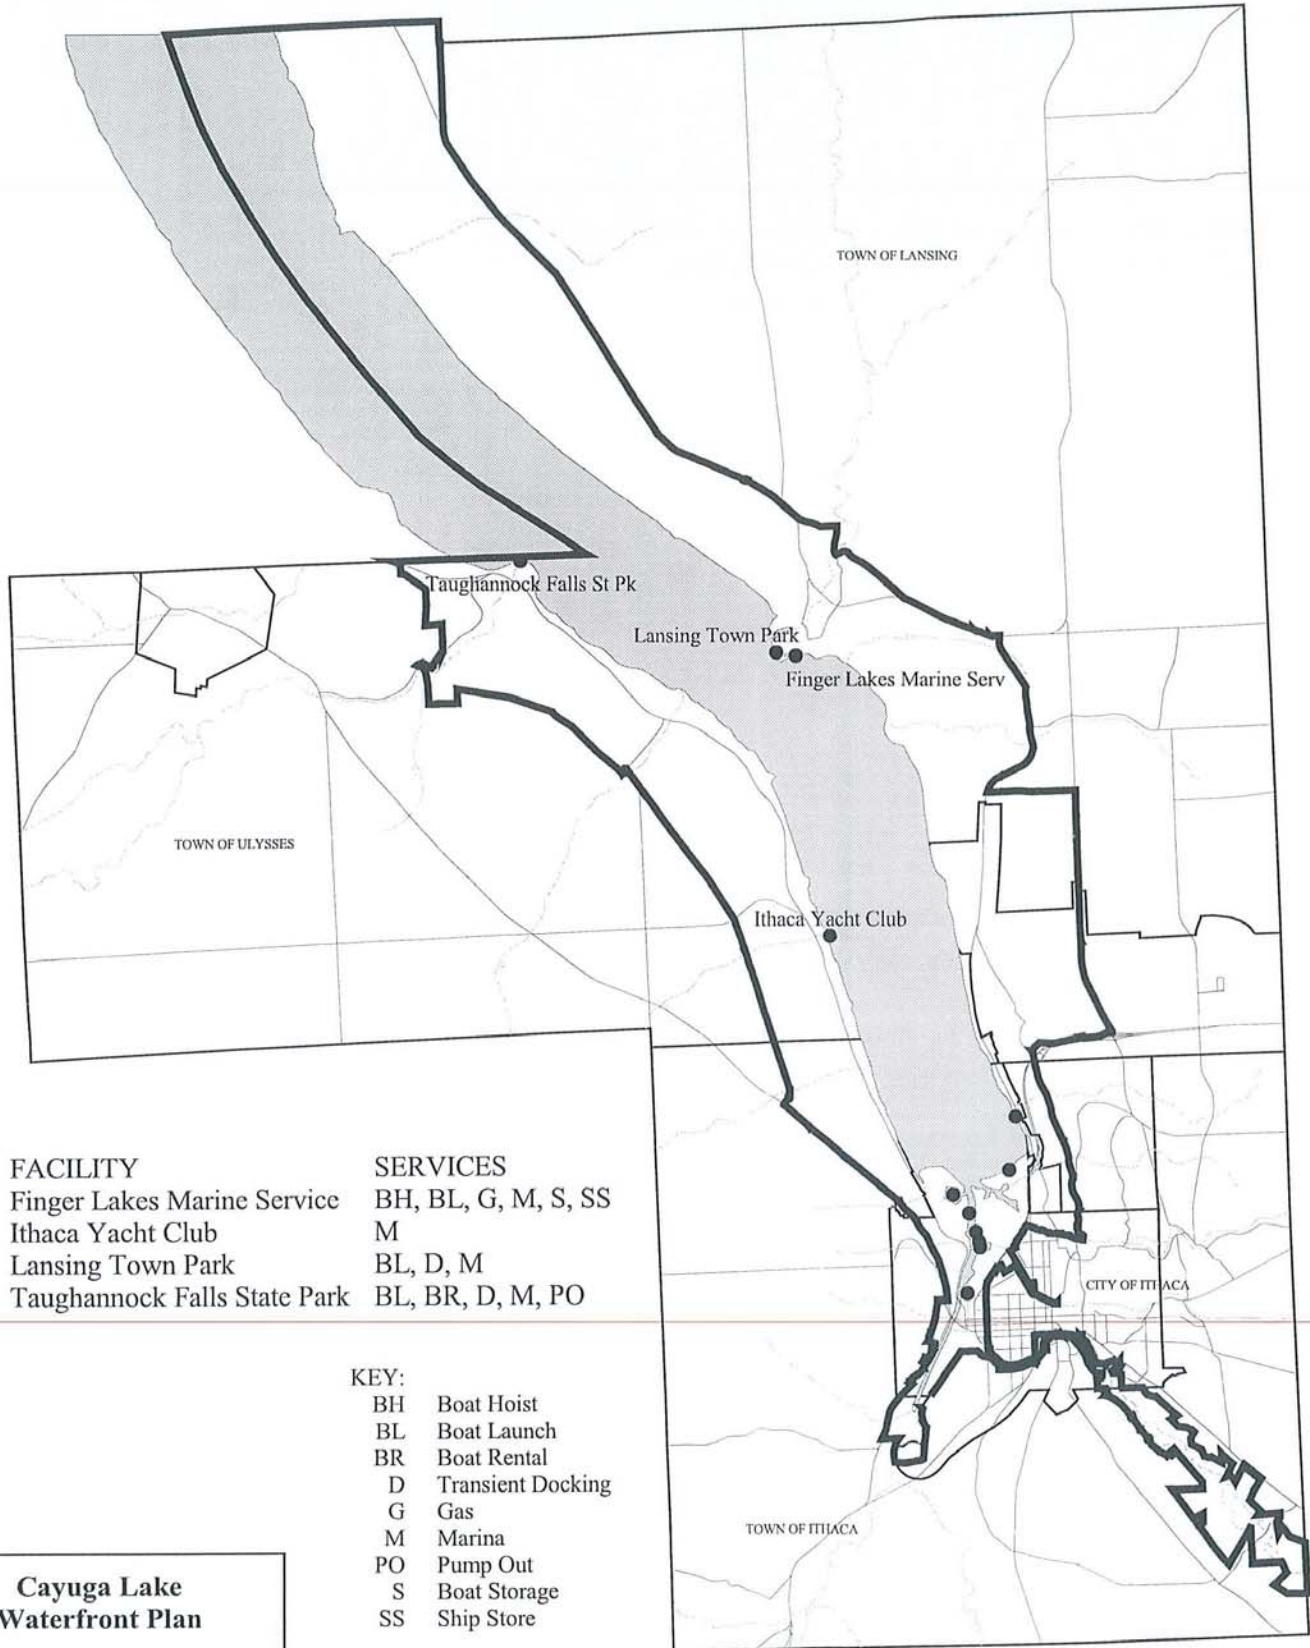 TOWN OF LANSING
Taughannock Falls St Pk
Lansing Town Park
Finger Lakes Marine Serv
TOWN OF ULYSSES
Ithaca Yacht Club
FACILITY SERVICES
Finger Lakes Marine Service BH, BL, G, M, S, SS
Ithaca Yacht Club M
Lansing Town Park BL, D, M
Taughannock Falls State Park BL, BR, D, M, PO
CITY OF ITHACA
KEY:
BH Boat Hoist
BL Boat Launch
BR Boat Rental
D Transient Docking
G Gas
M Marina
PO Pump Out
S Boat Storage
SS Ship Store
TOWN OF ITHACA
Cayuga Lake
Waterfront Plan